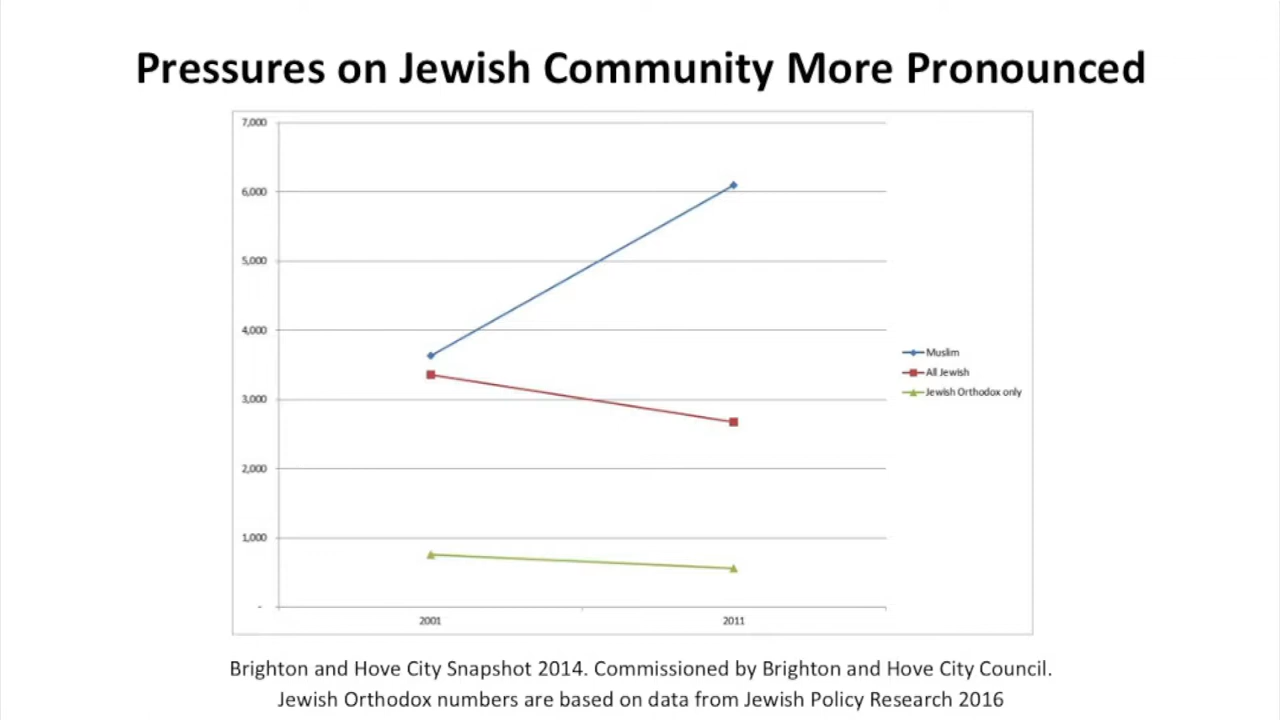 Pressures on Jewish Community More Pronounced
7,000
6,000
5,000
4,000
3,000
2,000
1,000
-
2001
2011
Muslim
All Jewish
Jewish Orthodox only
Brighton and Hove City Snapshot 2014. Commissioned by Brighton and Hove City Council.
Jewish Orthodox numbers are based on data from Jewish Policy Research 2016